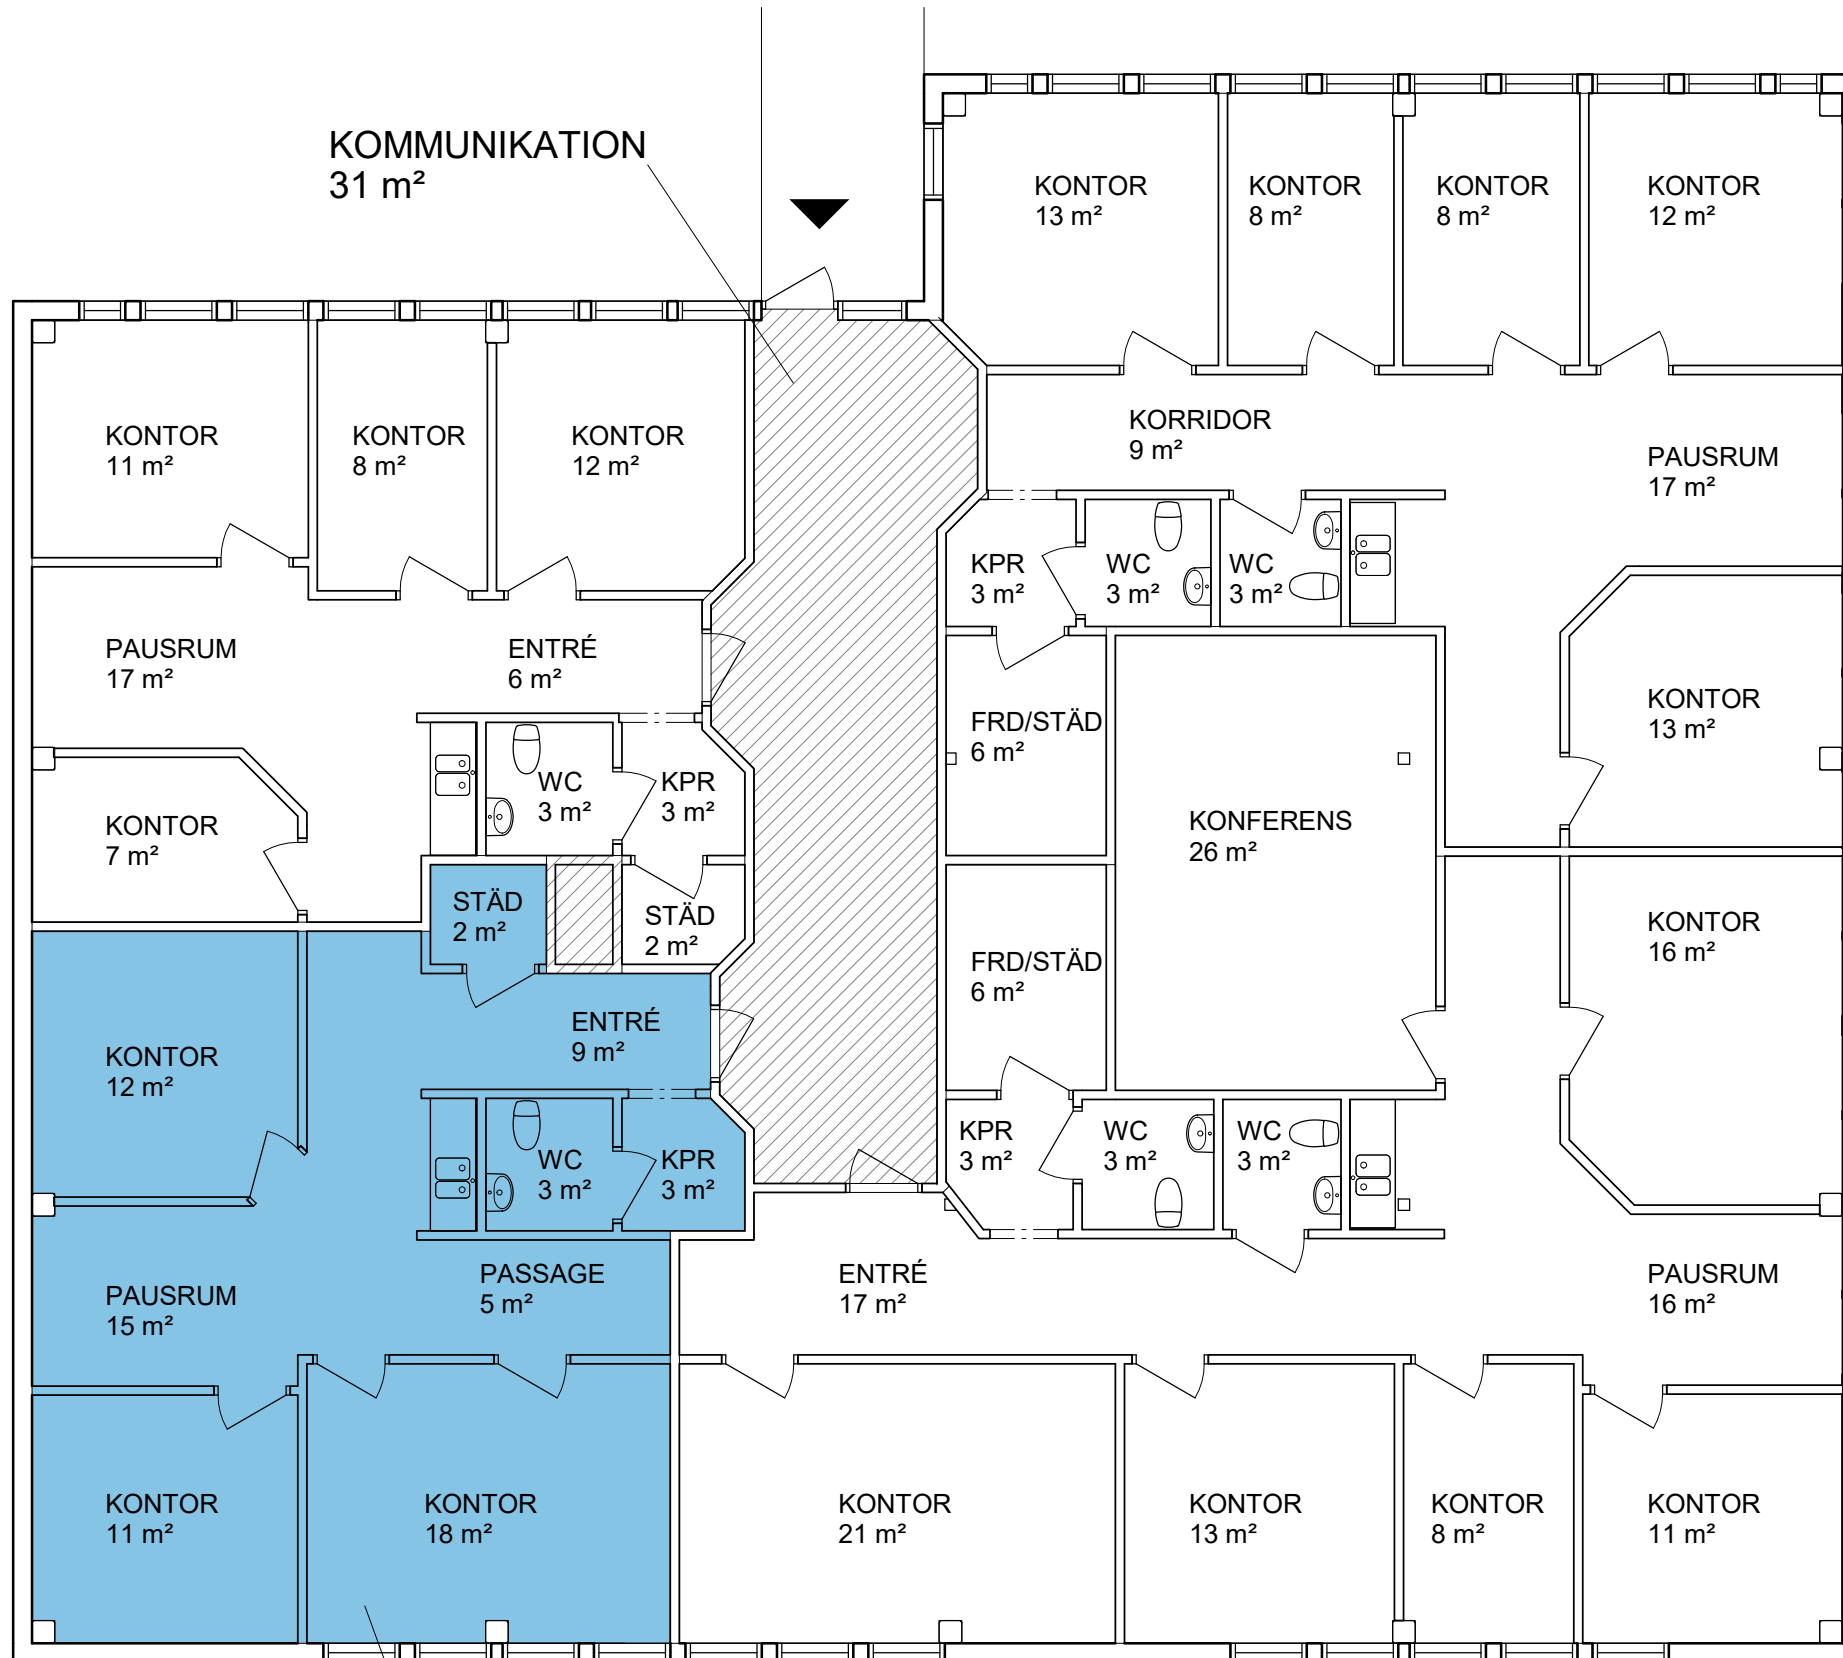 KOMMUNIKATION
31 m²
KONTOR
13 m²
KONTOR
8 m²
KONTOR
8 m²
KONTOR
12 m²
KONTOR
11 m²
KONTOR
8 m²
KONTOR
12 m²
KORRIDOR
9 m²
PAUSRUM
17 m²
KPR
3 m²
WC
3 m²
WC
3 m²
PAUSRUM
17 m²
ENTRÉ
6 m²
FRD/STÄD
6 m²
KONTOR
13 m²
WC
3 m²
KPR
3 m²
KONTOR
7 m²
KONFERENS
26 m²
STÄD
2 m²
STÄD
2 m²
KONTOR
16 m²
FRD/STÄD
6 m²
ENTRÉ
9 m²
KONTOR
12 m²
WC
3 m²
KPR
3 m²
KPR
3 m²
WC
3 m²
WC
3 m²
PAUSRUM
15 m²
PASSAGE
5 m²
ENTRÉ
17 m²
PAUSRUM
16 m²
KONTOR
11 m²
KONTOR
18 m²
KONTOR
21 m²
KONTOR
13 m²
KONTOR
8 m²
KONTOR
11 m²